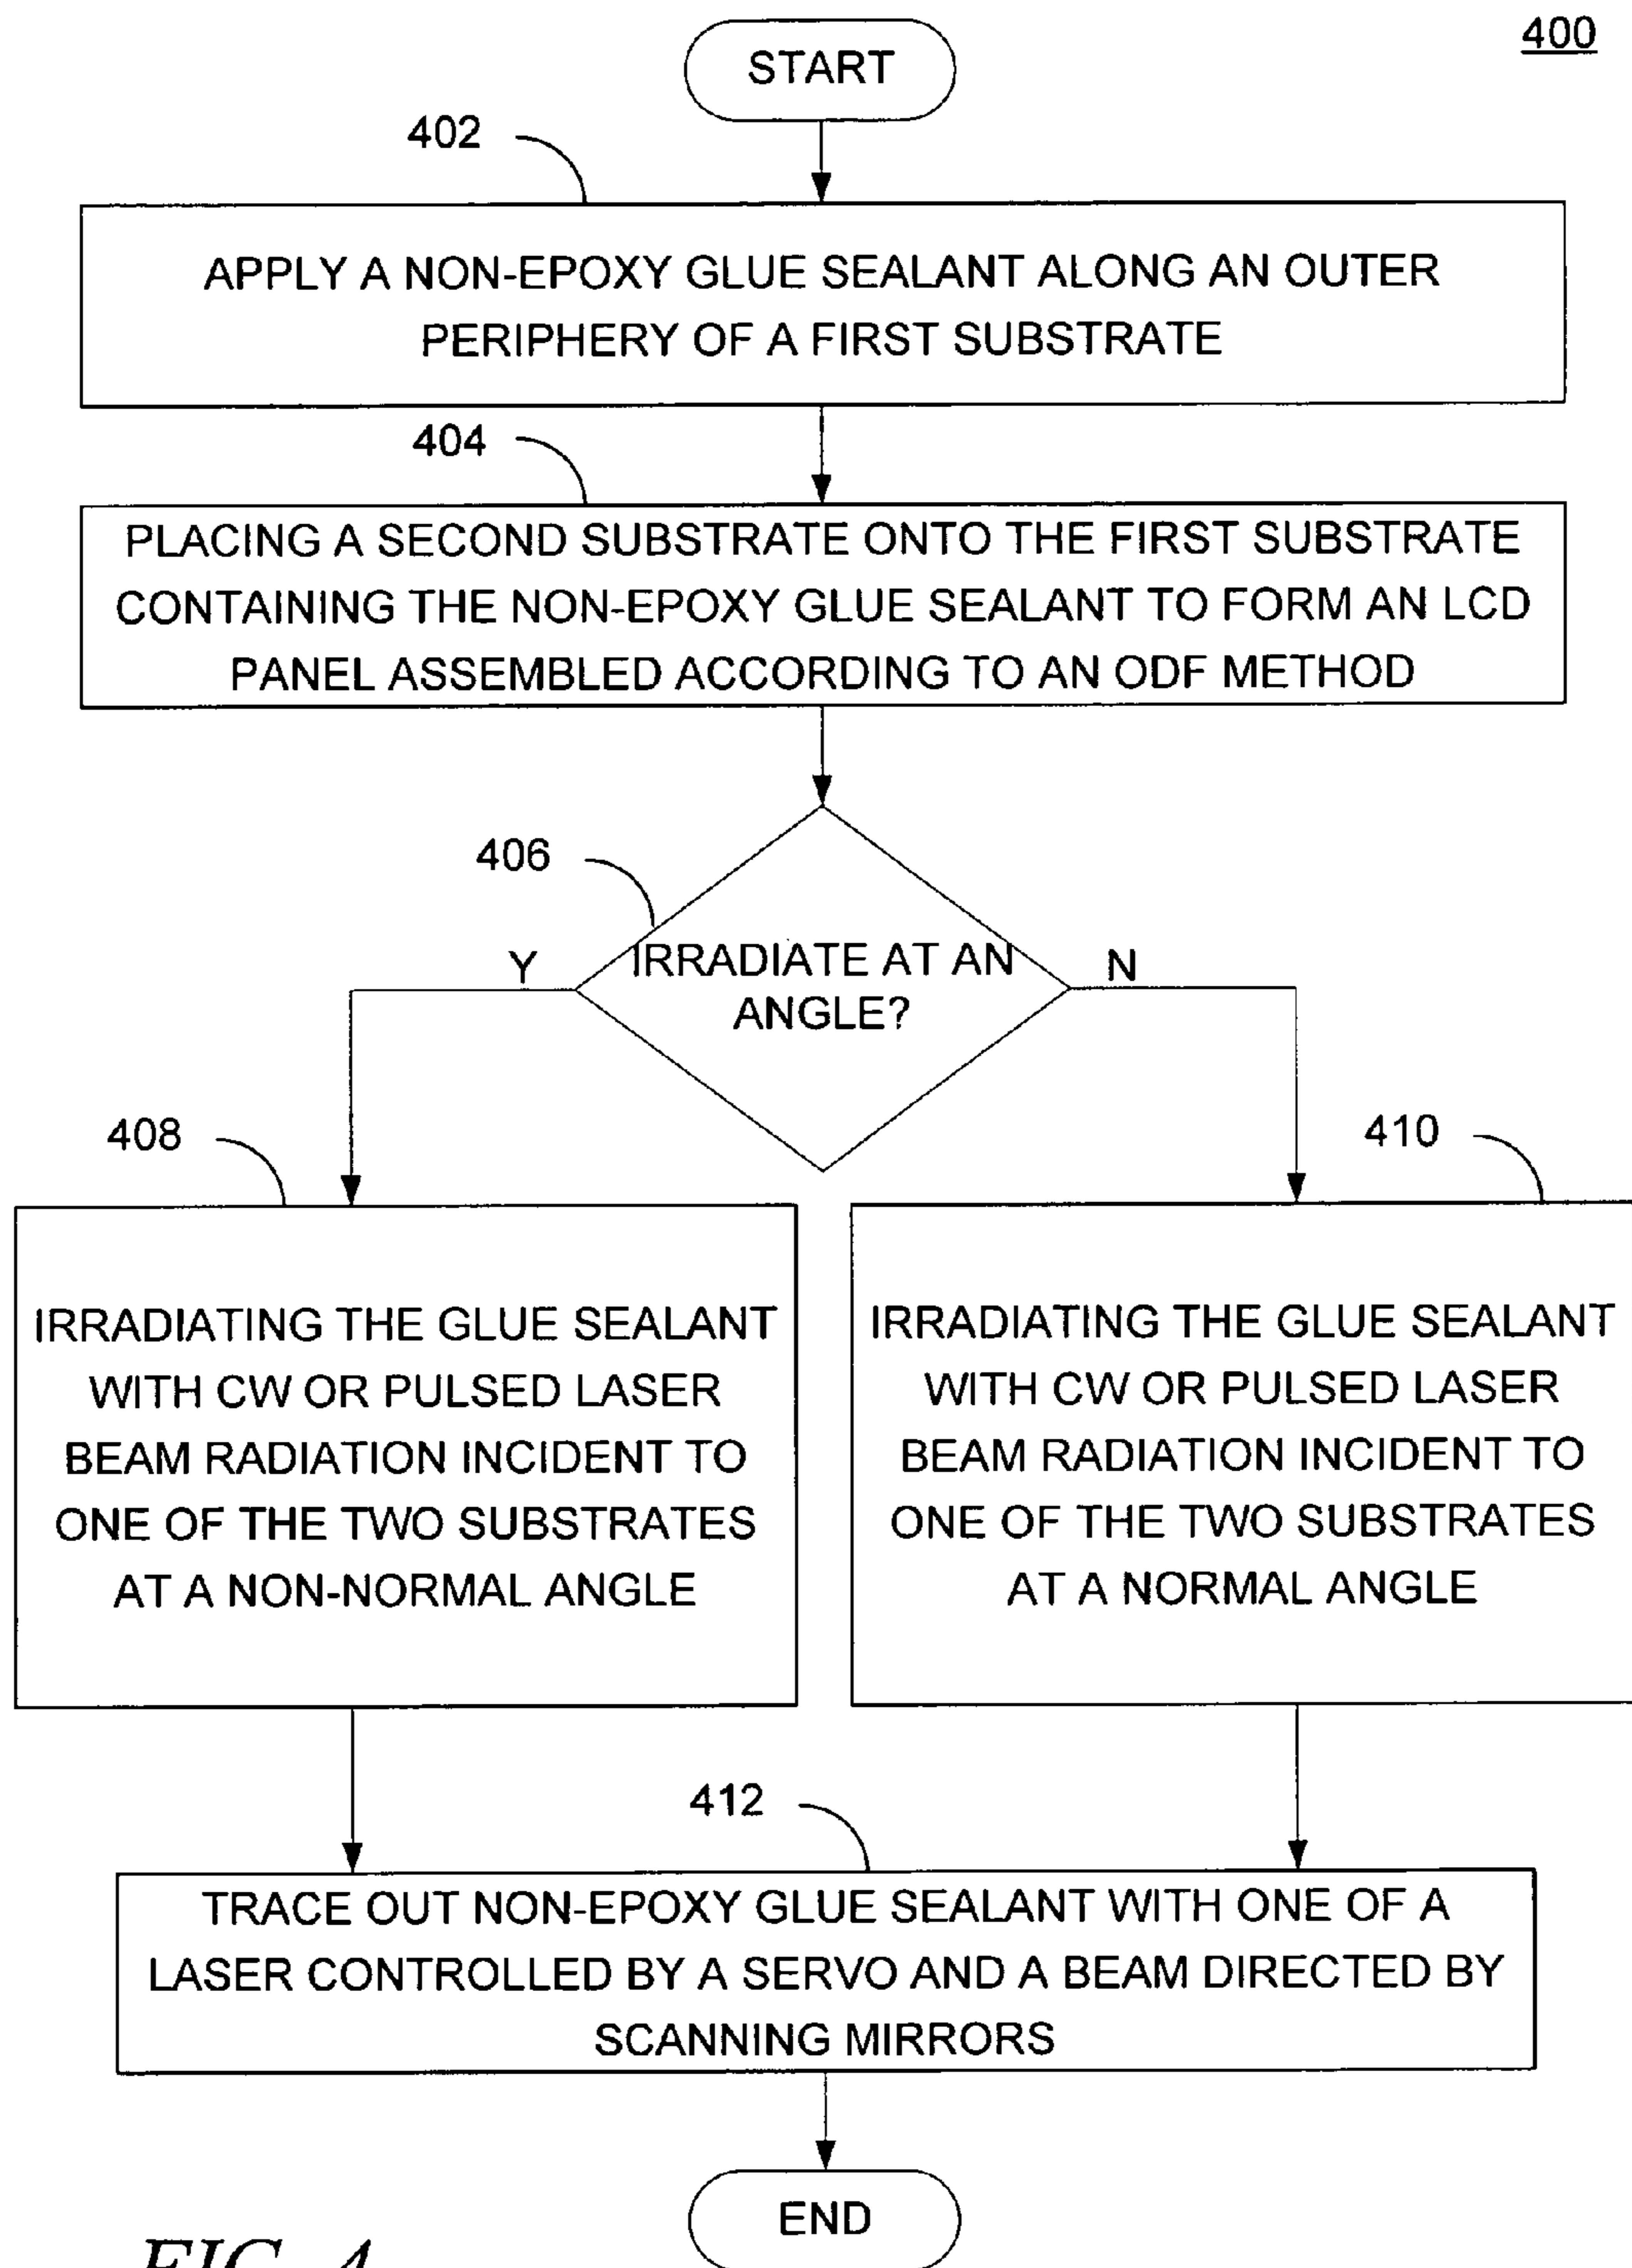 400
START
402
APPLY A NON-EPOXY GLUE SEALANT ALONG AN OUTER
PERIPHERY OF A FIRST SUBSTRATE
404
PLACING A SECOND SUBSTRATE ONTO THE FIRST SUBSTRATE
CONTAINING THE NON-EPOXY GLUE SEALANT TO FORM AN LCD
PANEL ASSEMBLED ACCORDING TO AN ODF METHOD
406
Y
IRRADIATE AT AN
ANGLE?
N
408
IRRADIATING THE GLUE SEALANT
WITH CW OR PULSED LASER
BEAM RADIATION INCIDENT TO
ONE OF THE TWO SUBSTRATES
AT A NON-NORMAL ANGLE
410
IRRADIATING THE GLUE SEALANT
WITH CW OR PULSED LASER
BEAM RADIATION INCIDENT TO
ONE OF THE TWO SUBSTRATES
AT A NORMAL ANGLE
412
TRACE OUT NON-EPOXY GLUE SEALANT WITH ONE OF A
LASER CONTROLLED BY A SERVO AND A BEAM DIRECTED BY
SCANNING MIRRORS
END
FIG. 4